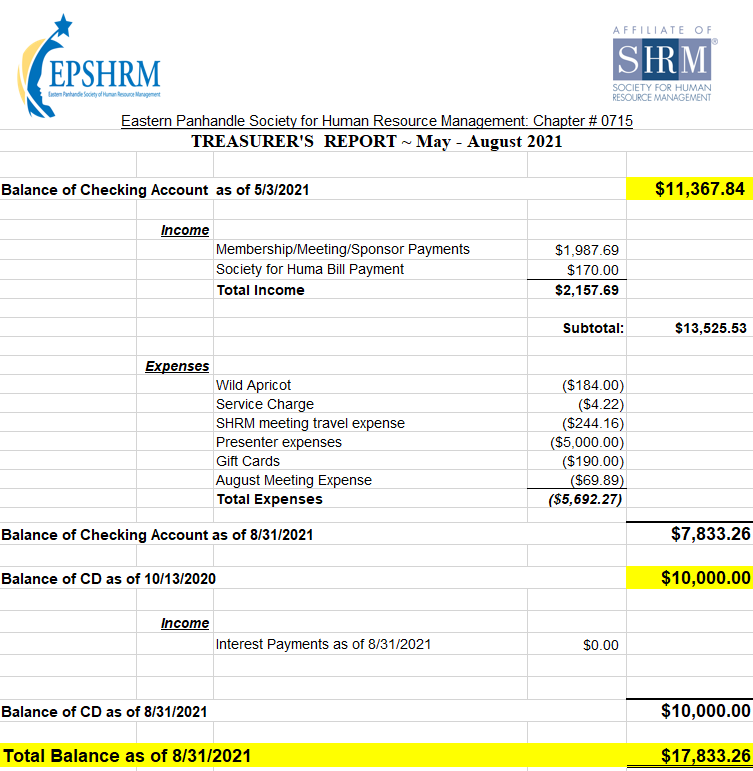 AFFILIATE OF
EPSHRM
Eastern Panhandle Society of Human Resource Management
SHRM®
SOCIETY FOR HUMAN
RESOURCE MANAGEMENT
Eastern Panhandle Society for Human Resource Management: Chapter # 0715
TREASURER'S REPORT ~ May - August 2021
Balance of Checking Account as of 5/3/2021 $11,367.84
Income
Membership/Meeting/Sponsor Payments $1,987.69
Society for Huma Bill Payment $170.00
Total Income $2,157.69
Subtotal: $13,525.53
Expenses
Wild Apricot ($184.00)
Service Charge ($4.22)
SHRM meeting travel expense ($244.16)
Presenter expenses ($5,000.00)
Gift Cards ($190.00)
August Meeting Expense ($69.89)
Total Expenses ($5,692.27)
Balance of Checking Account as of 8/31/2021 $7,833.26
Balance of CD as of 10/13/2020 $10,000.00
Income
Interest Payments as of 8/31/2021 $0.00
Balance of CD as of 8/31/2021 $10,000.00
Total Balance as of 8/31/2021 $17,833.26